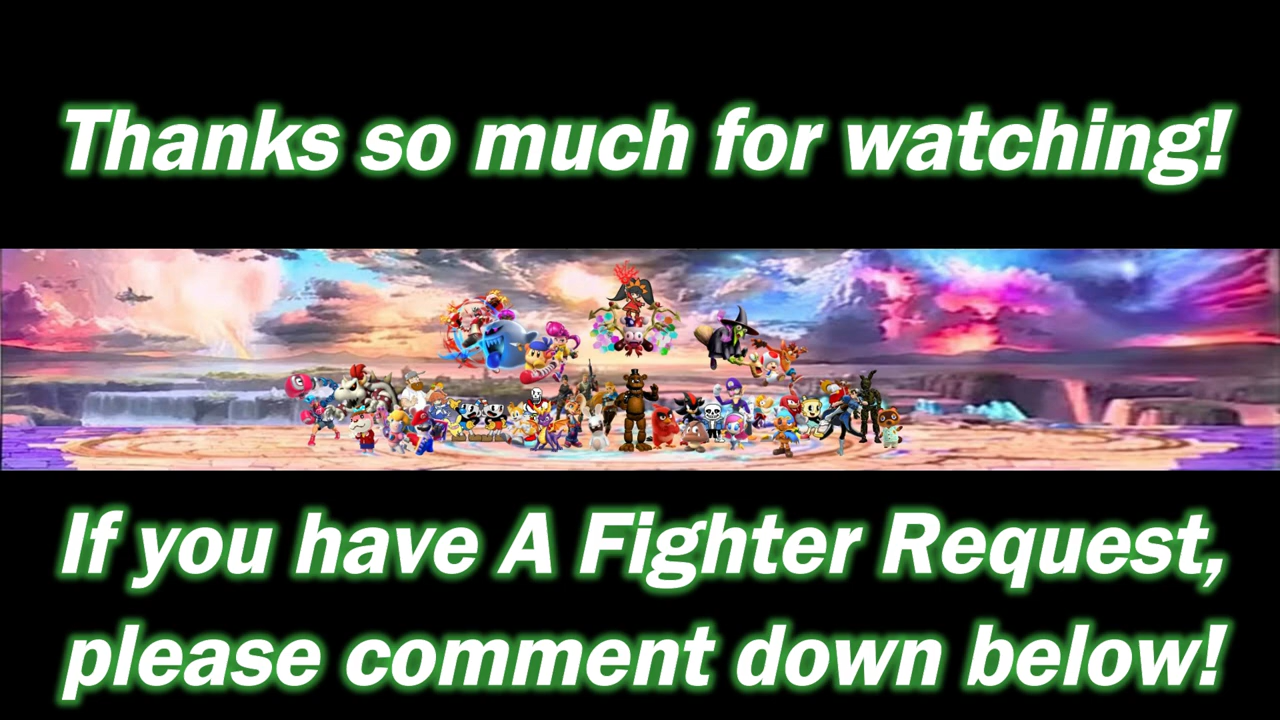 Thanks so much for watching!
If you have A Fighter Request,
please comment down below!